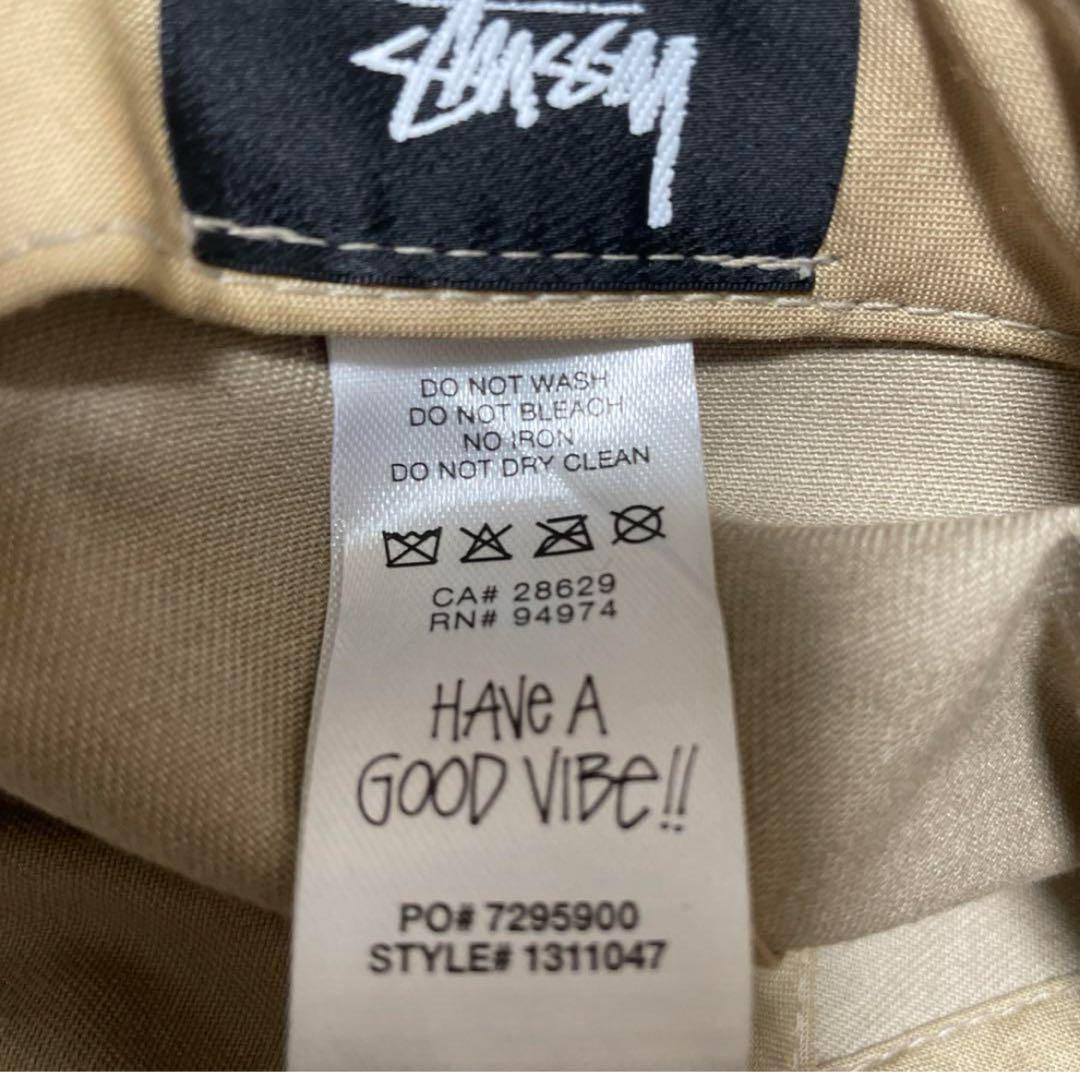 STÜSSY
DO NOT WASH
DO NOT BLEACH
NO IRON
DO NOT DRY CLEAN
CA# 28629
RN# 94974
HAVe A
GOOD VIBe!!
PO# 7295900
STYLE# 1311047